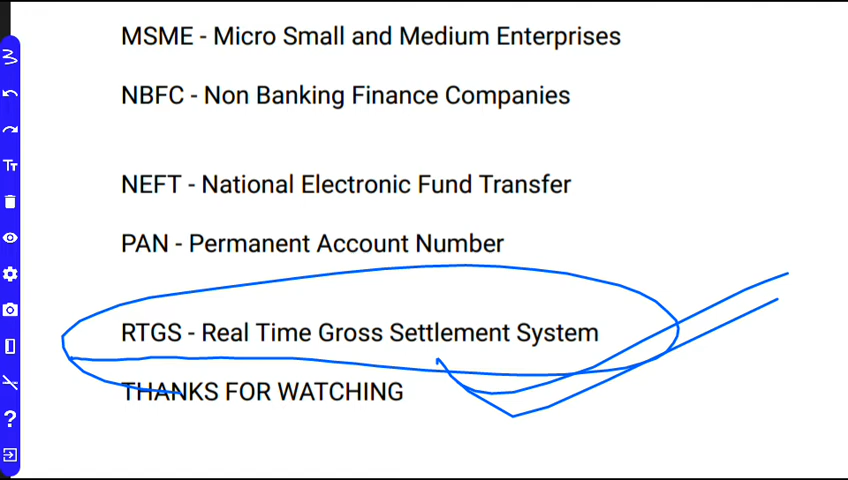 MSME - Micro Small and Medium Enterprises
NBFC - Non Banking Finance Companies
NEFT - National Electronic Fund Transfer
PAN - Permanent Account Number
RTGS - Real Time Gross Settlement System
THANKS FOR WATCHING